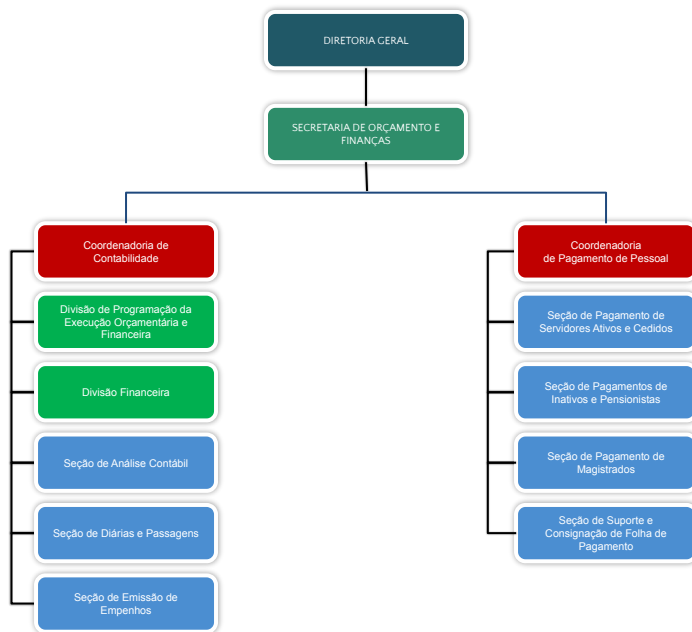 DIRETORIA GERAL
SECRETARIA DE ORÇAMENTO E
FINANÇAS
Coordenadoria de
Contabilidade
Divisão de Programação da
Execução Orçamentária e
Financeira
Divisão Financeira
Seção de Análise Contábil
Seção de Diárias e Passagens
Seção de Emissão de
Empenhos
Coordenadoria
de Pagamento de Pessoal
Seção de Pagamento de
Servidores Ativos e Cedidos
Seção de Pagamentos de
Inativos e Pensionistas
Seção de Pagamento de
Magistrados
Seção de Suporte e
Consignação de Folha de
Pagamento